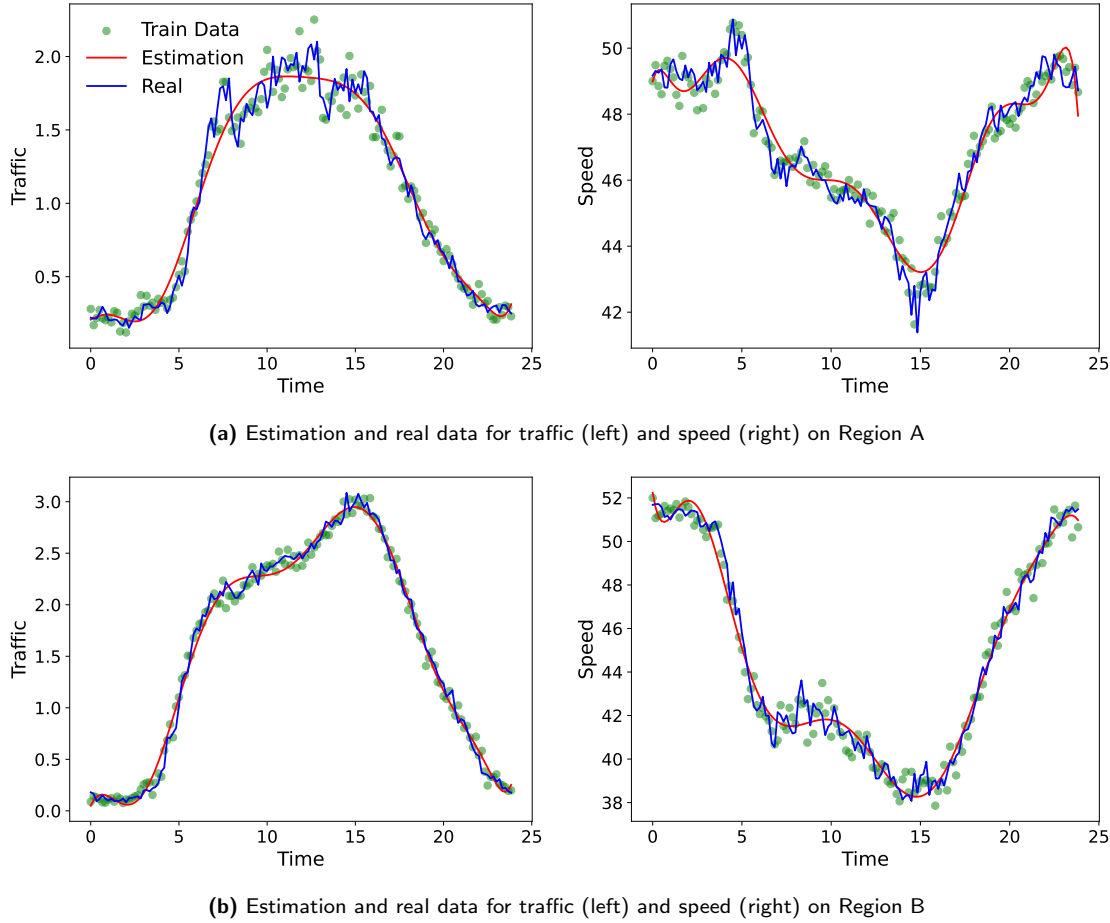 Train Data
Estimation
Real
2.0
1.5
1.0
0.5
Traffic
0 5 10 15 20 25
Time
50
48
46
44
42
Speed
0 5 10 15 20 25
Time
(a) Estimation and real data for traffic (left) and speed (right) on Region A
3.0
2.5
2.0
1.5
1.0
0.5
0.0
Traffic
0 5 10 15 20 25
Time
52
50
48
46
44
42
40
38
Speed
0 5 10 15 20 25
Time
(b) Estimation and real data for traffic (left) and speed (right) on Region B